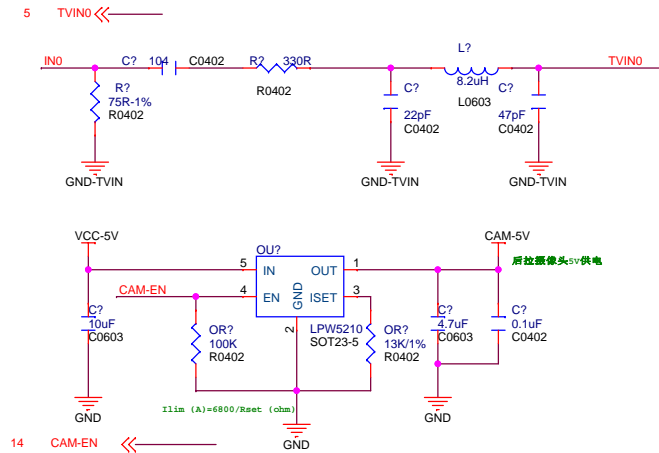 5 TVIN0
IN0
C? 104 C0402
R? 330R
R0402
L?
8.2uH
L0603
TVIN0
R?
75R-1%
R0402
C?
22pF
C0402
C?
47pF
C0402
GND-TVIN
GND-TVIN
GND-TVIN
VCC-5V
OU?
CAM-5V
后拉摄像头5V供电
5 IN OUT 1
CAM-EN
4 EN GND ISET 3
2
LPW5210
SOT23-5
C?
10uF
C0603
OR?
100K
R0402
OR?
13K/1%
R0402
C?
4.7uF
C0603
C?
0.1uF
C0402
Ilim (A)=6800/Rset (ohm)
GND
GND
GND
14 CAM-EN